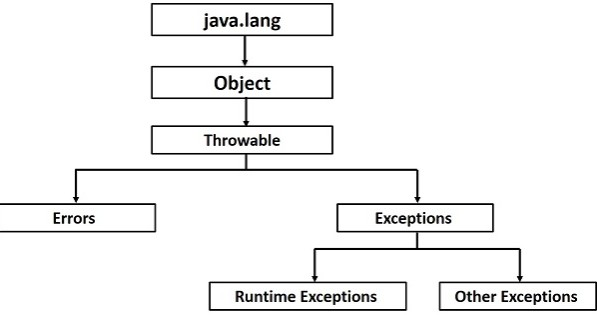 java.lang
Object
Throwable
Errors
Exceptions
Runtime Exceptions
Other Exceptions